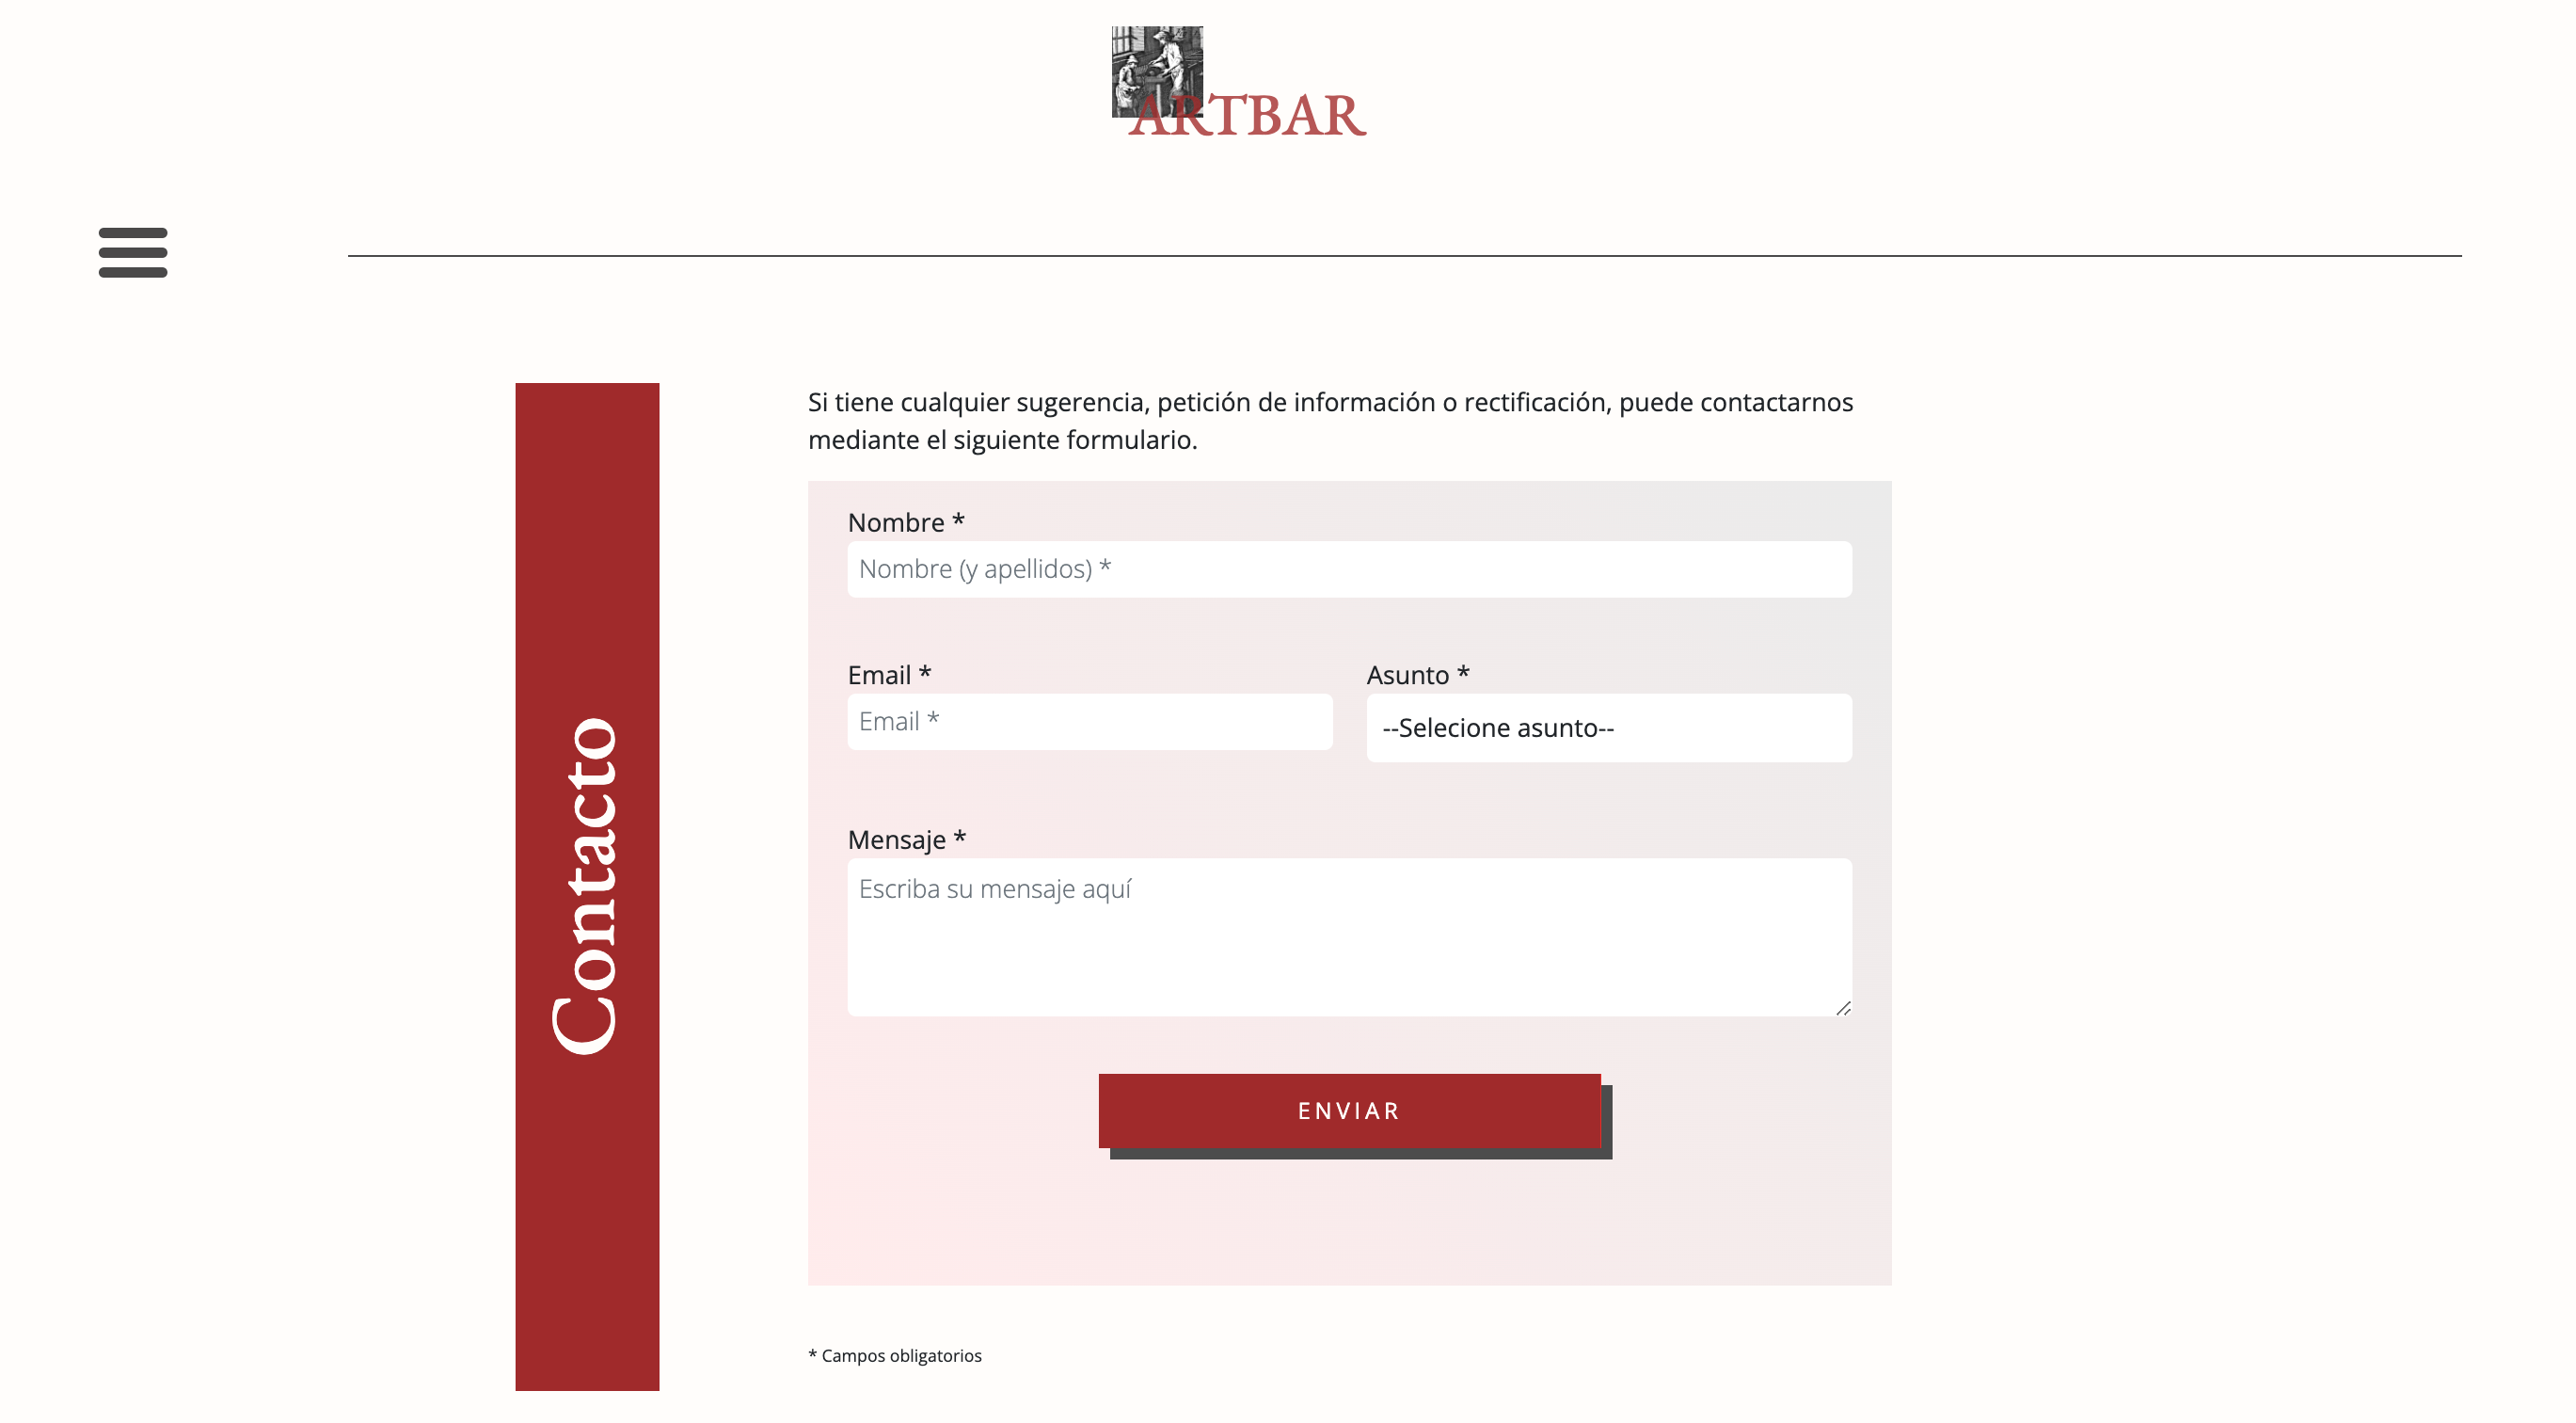 ARTBAR
Contacto
Si tiene cualquier sugerencia, petición de información o rectificación, puede contactarnos
mediante el siguiente formulario.
Nombre *
Nombre (y apellidos) *
Email *
Asunto *
Email *
--Selecione asunto--
Mensaje *
Escriba su mensaje aquí
ENVIAR
* Campos obligatorios